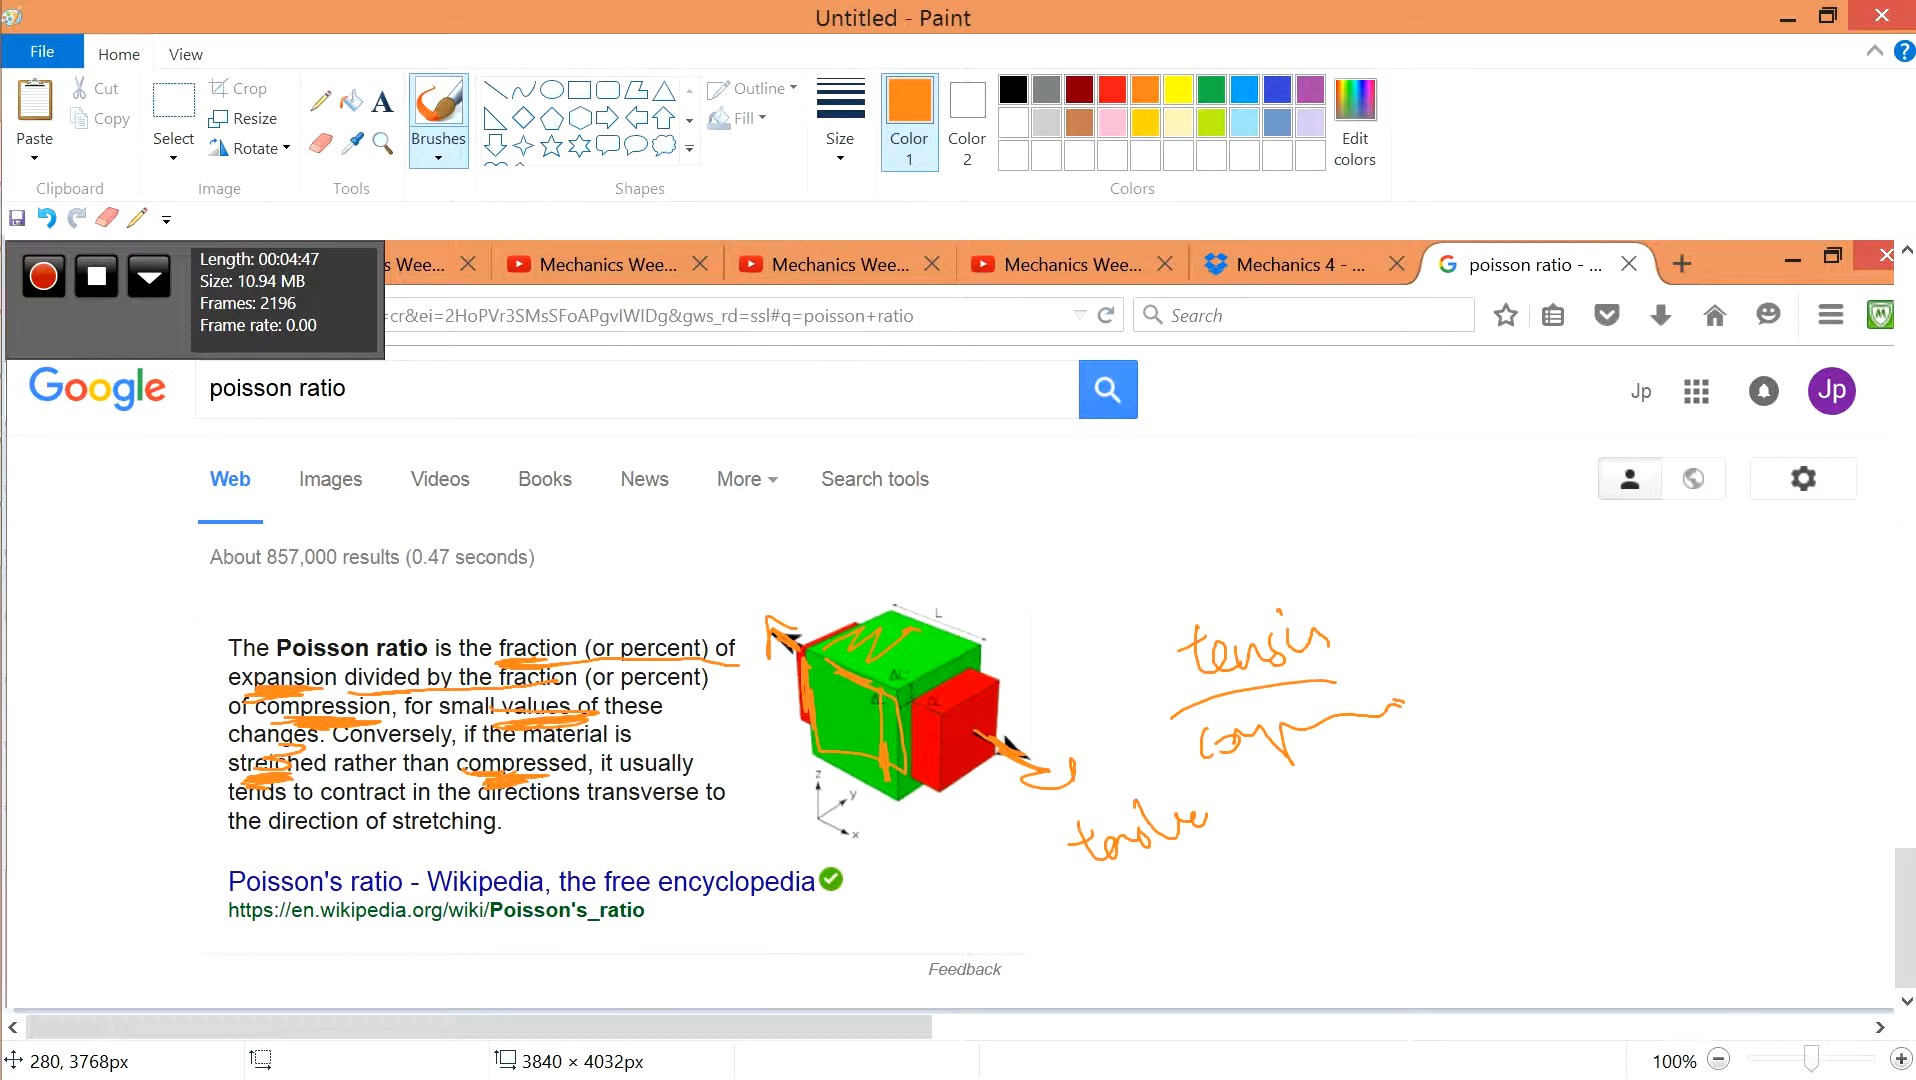 Untitled - Paint
File Home View
Paste Cut Copy Clipboard
Select Crop Resize Rotate Image
Tools
Brushes
Shapes
Outline Fill
Size
Color 1 Color 2
Edit colors
Colors
Length: 00:04:47
Size: 10.94 MB
Frames: 2196
Frame rate: 0.00
s Wee... Mechanics Wee... Mechanics Wee... Mechanics Wee... Mechanics 4 - ... poisson ratio - ...
=cr&ei=2HoPVr3SMsSFoAPgvIWIDg&gws_rd=ssl#q=poisson+ratio Search
Google poisson ratio Jp Jp
Web Images Videos Books News More Search tools
About 857,000 results (0.47 seconds)
The Poisson ratio is the fraction (or percent) of
expansion divided by the fraction (or percent)
of compression, for small values of these
changes. Conversely, if the material is
stretched rather than compressed, it usually
tends to contract in the directions transverse to
the direction of stretching.
L
z
y
x
Poisson's ratio - Wikipedia, the free encyclopedia
https://en.wikipedia.org/wiki/Poisson's_ratio
Feedback
280, 3768px 3840 × 4032px 100%